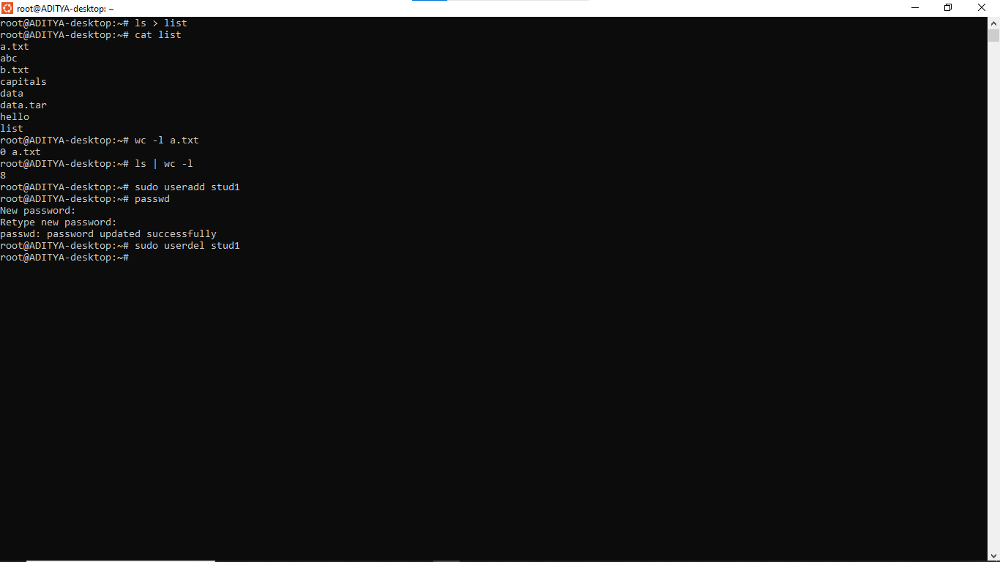 root@ADITYA-desktop: ~
root@ADITYA-desktop:~# ls > list
root@ADITYA-desktop:~# cat list
a.txt
abc
b.txt
capitals
data
data.tar
hello
list
root@ADITYA-desktop:~# wc -l a.txt
0 a.txt
root@ADITYA-desktop:~# ls | wc -l
8
root@ADITYA-desktop:~# sudo useradd stud1
root@ADITYA-desktop:~# passwd
New password:
Retype new password:
passwd: password updated successfully
root@ADITYA-desktop:~# sudo userdel stud1
root@ADITYA-desktop:~#